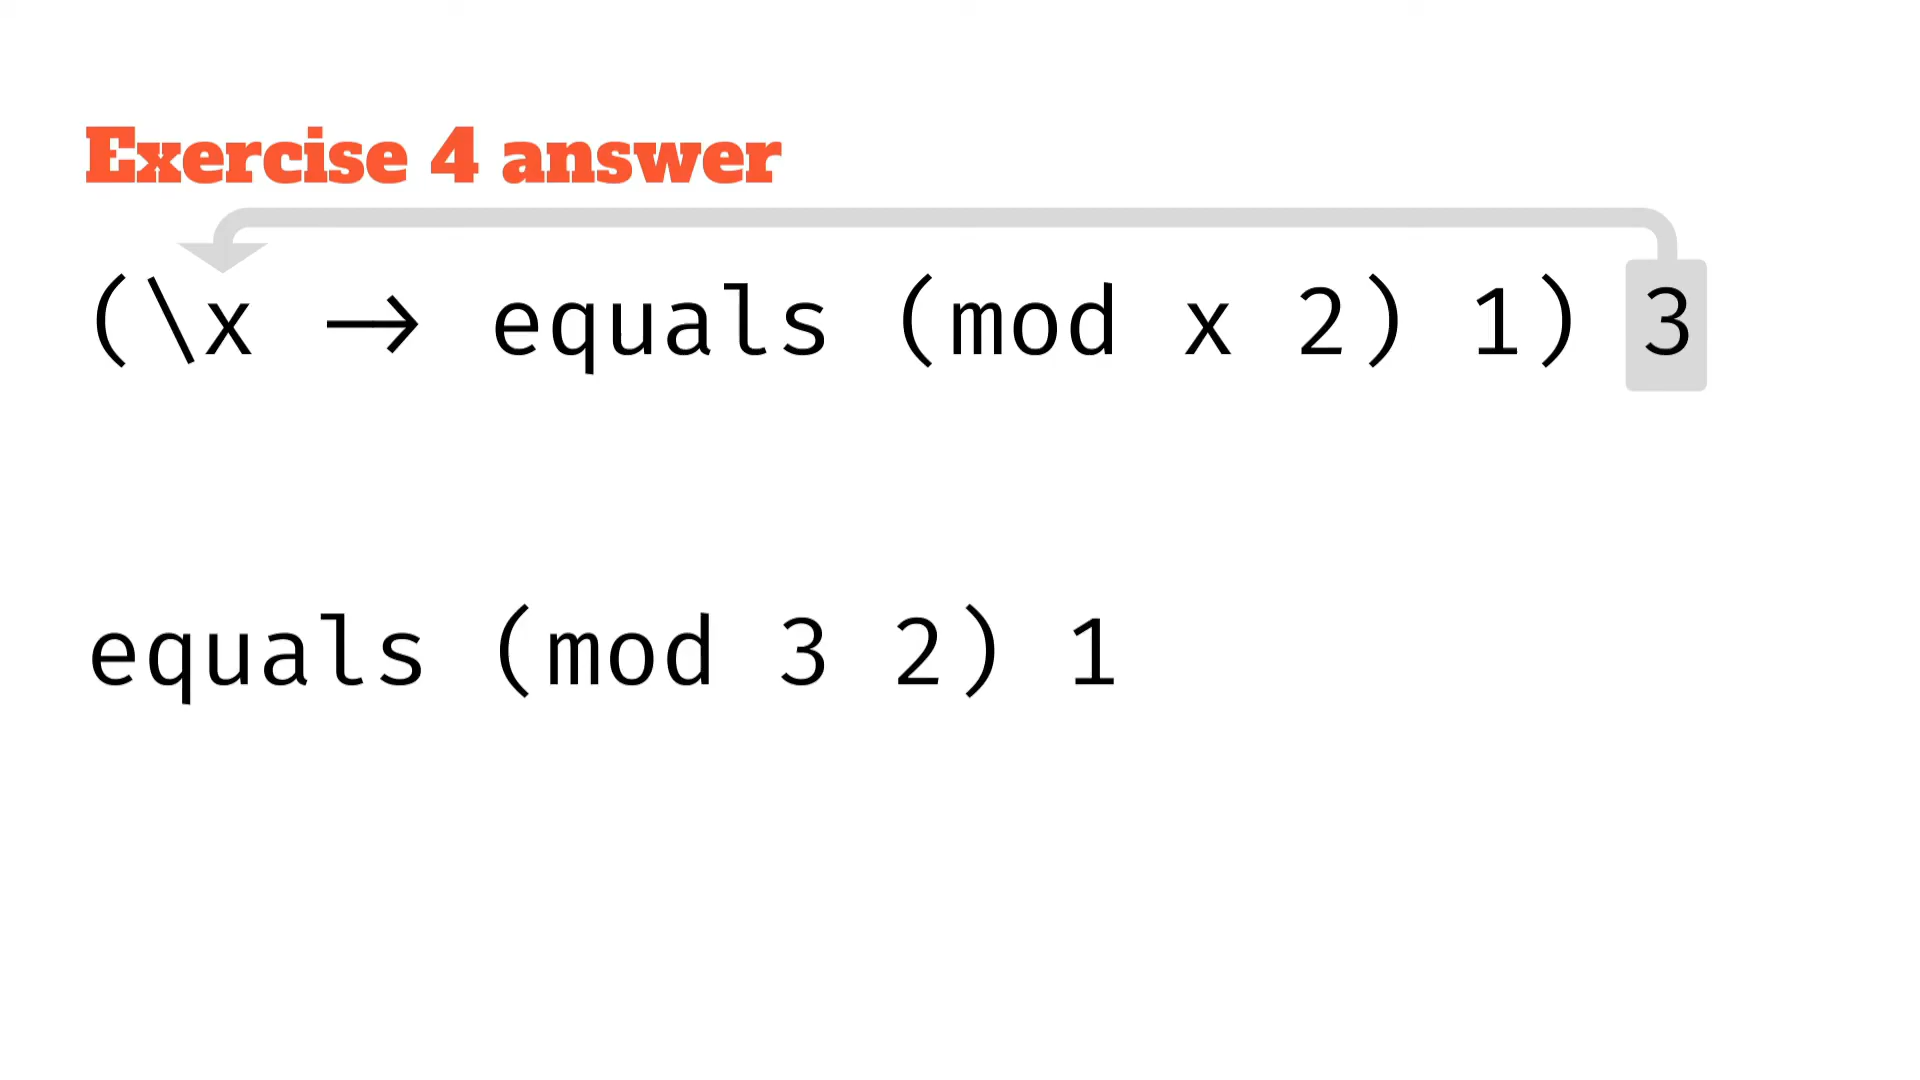 Exercise 4 answer
(\x → equals (mod x 2) 1) 3
equals (mod 3 2) 1